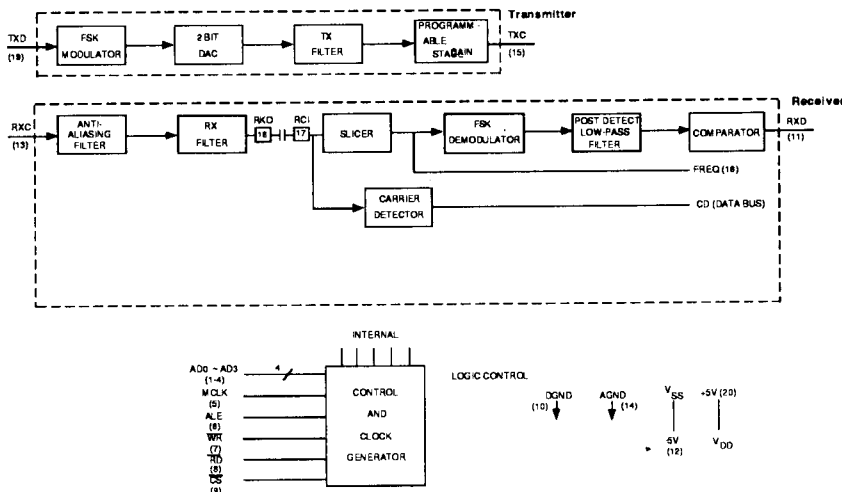 Transmitter
TXD
(19)
FSK
MODULATOR
2 BIT
DAC
TX
FILTER
PROGRAMM -
ABLE
GAIN
STAGE
TXC
(15)
Receiver
RXC
(13)
ANTI-
ALIASING
FILTER
RX
FILTER
RKO
18
RCI
17
SLICER
FSK
DEMODULATOR
POST DETECT
LOW-PASS
FILTER
COMPARATOR
RXD
(11)
FREQ (16)
CARRIER
DETECTOR
CD (DATA BUS)
INTERNAL
AD0 ~ AD3
(1-4)
4
MCLK
(5)
ALE
(6)
WR
(7)
RD
(8)
CS
(9)
CONTROL
AND
CLOCK
GENERATOR
LOGIC CONTROL
DGND
(10)
AGND
(14)
VSS
-5V
(12)
+5V (20)
VDD